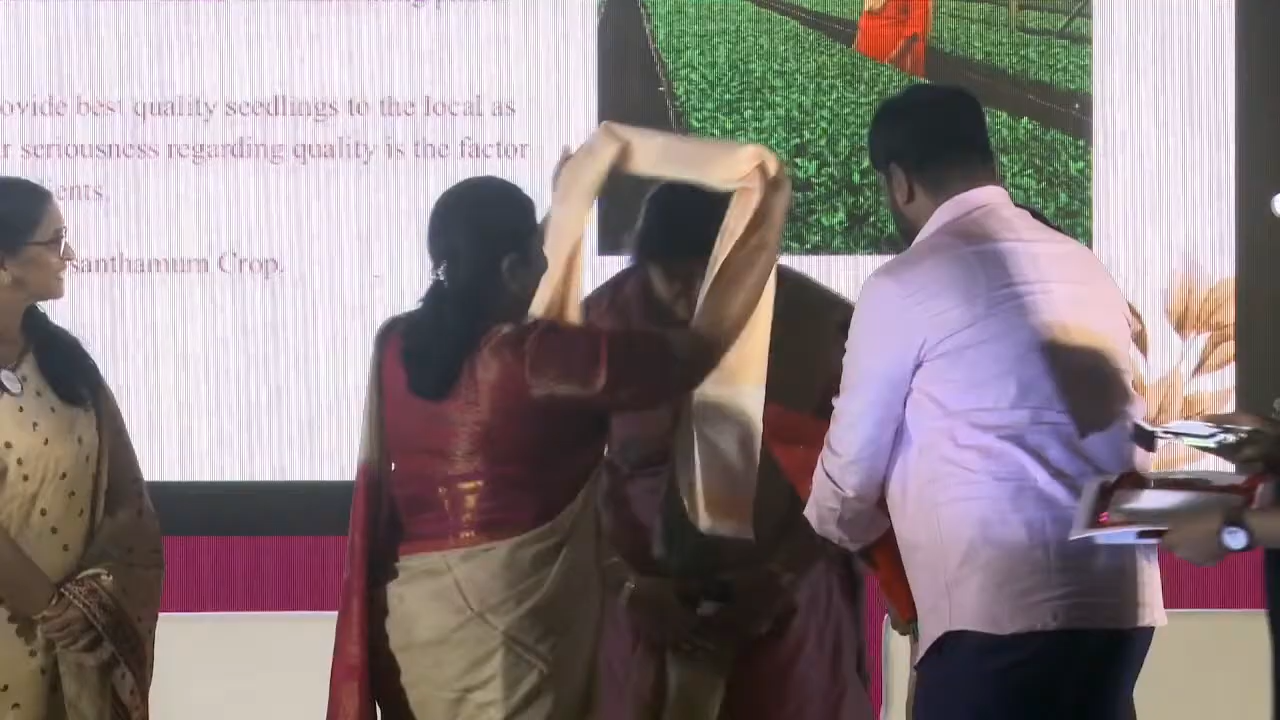 ovide best quality seedlings to the local as
r seriousness regarding quality is the factor
ients.
santhamum Crop.